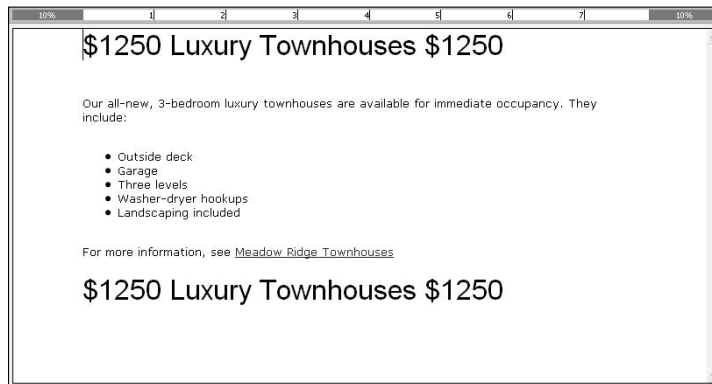 10% 1 2 3 4 5 6 7 10%
$1250 Luxury Townhouses $1250
Our all-new, 3-bedroom luxury townhouses are available for immediate occupancy. They
include:
• Outside deck
• Garage
• Three levels
• Washer-dryer hookups
• Landscaping included
For more information, see Meadow Ridge Townhouses
$1250 Luxury Townhouses $1250